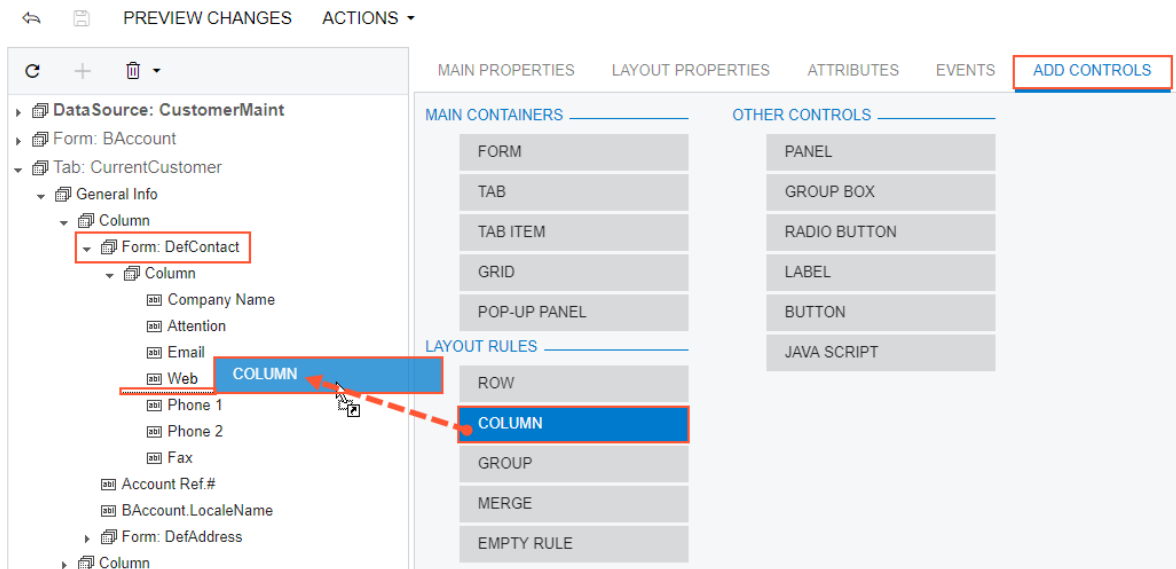 PREVIEW CHANGES ACTIONS
MAIN PROPERTIES LAYOUT PROPERTIES ATTRIBUTES EVENTS ADD CONTROLS
DataSource: CustomerMaint
Form: BAccount
Tab: CurrentCustomer
General Info
Column
Form: DefContact
Column
Company Name
Attention
Email
Web
Phone 1
Phone 2
Fax
Account Ref.#
BAccount.LocaleName
Form: DefAddress
Column
COLUMN
MAIN CONTAINERS
FORM
TAB
TAB ITEM
GRID
POP-UP PANEL
LAYOUT RULES
ROW
COLUMN
GROUP
MERGE
EMPTY RULE
OTHER CONTROLS
PANEL
GROUP BOX
RADIO BUTTON
LABEL
BUTTON
JAVA SCRIPT